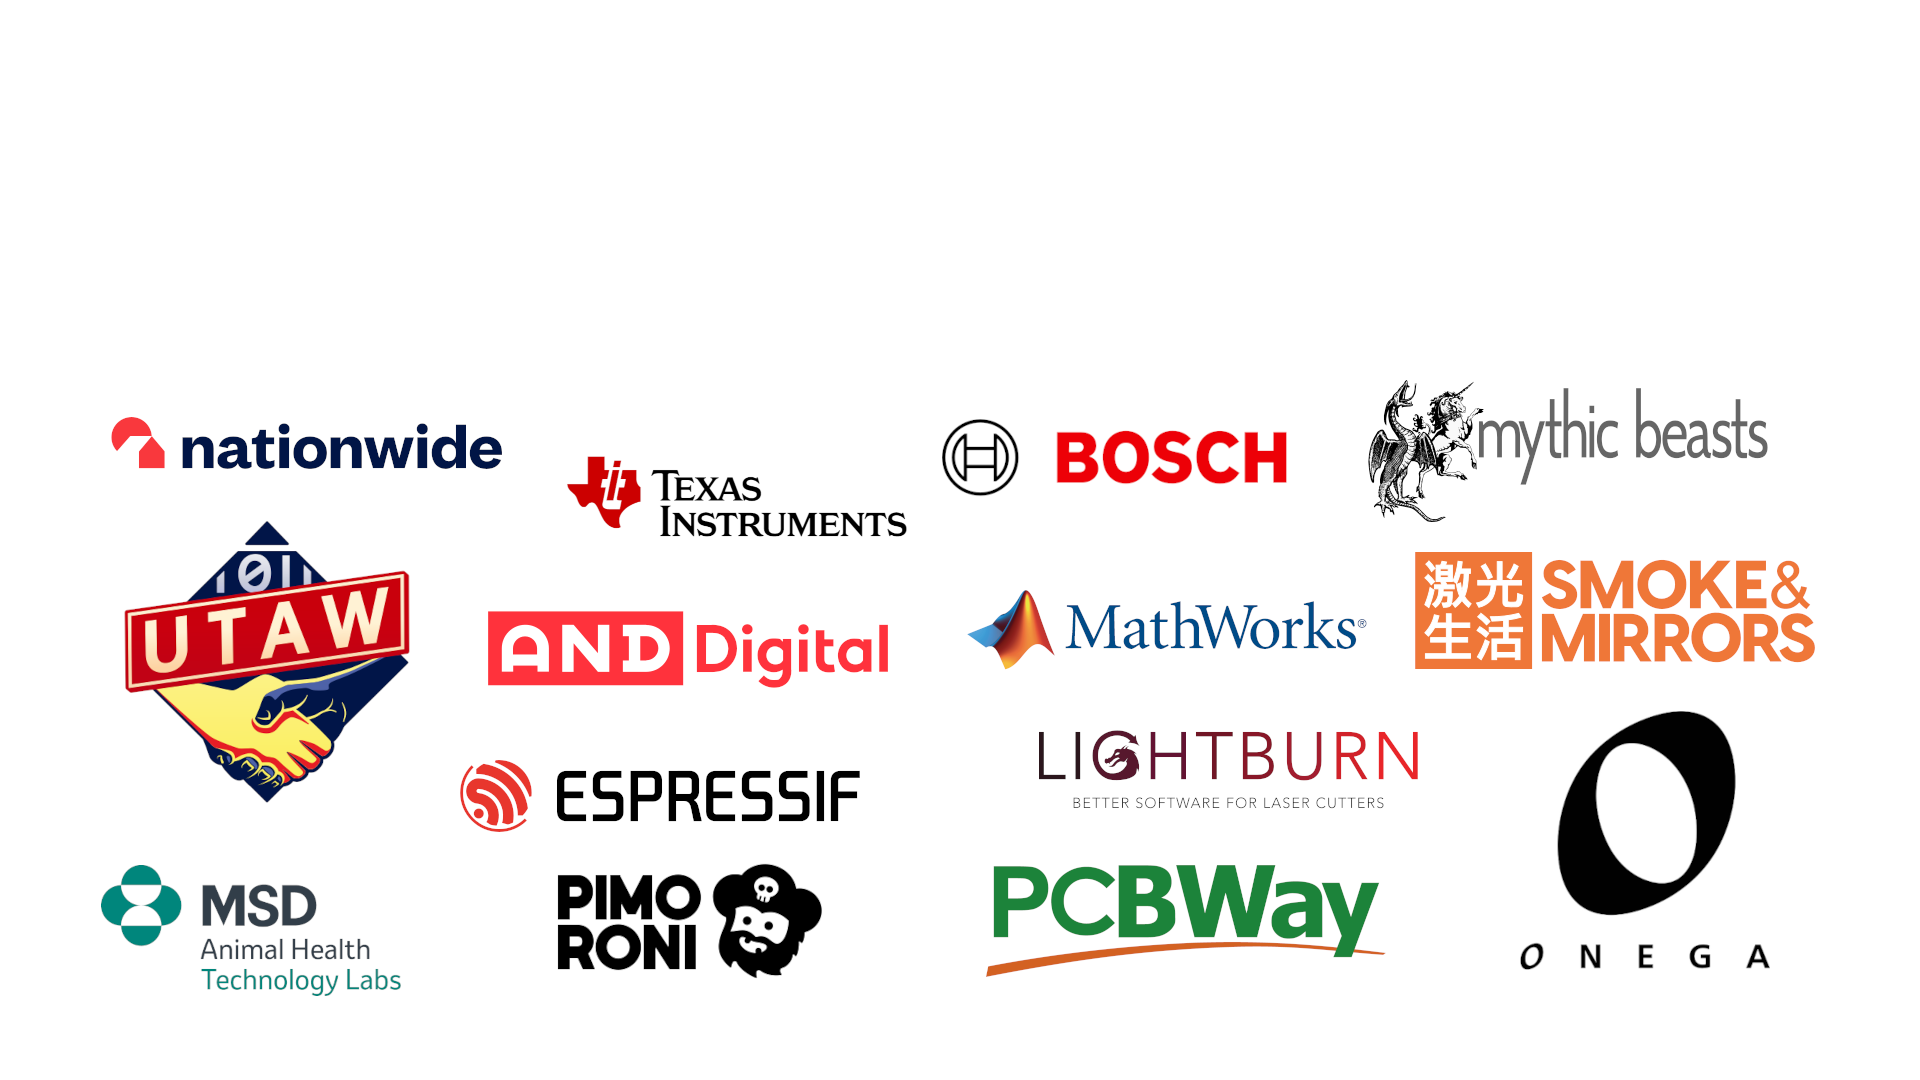 nationwide
TEXAS
INSTRUMENTS
BOSCH
mythic beasts
101
UTAW
AND Digital
MathWorks®
激光
生活
SMOKE&
MIRRORS
ESPRESSIF
LIGHTBURN
BETTER SOFTWARE FOR LASER CUTTERS
MSD
Animal Health
Technology Labs
PIMO
RONI
PCBWay
ONEGA